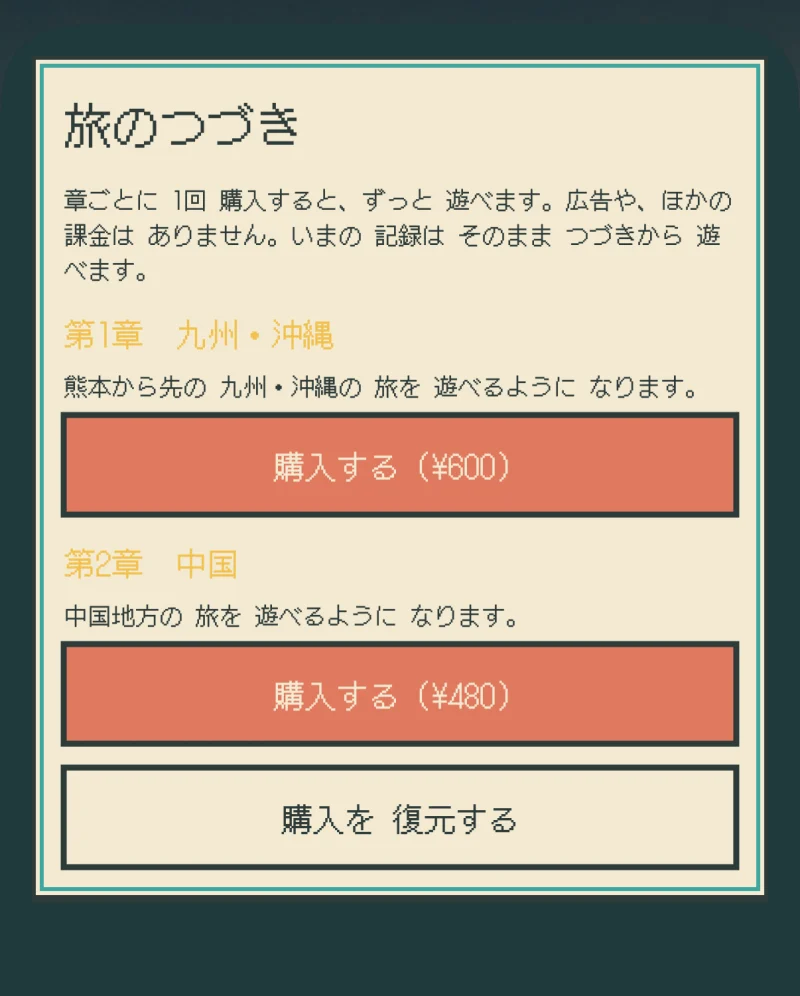 旅のつづき
章ごとに 1回 購入すると、ずっと 遊べます。広告や、ほかの
課金は ありません。いまの 記録は そのまま つづきから 遊
べます。
第1章　九州・沖縄
熊本から先の 九州・沖縄の 旅を 遊べるように なります。
購入する（¥600）
第2章　中国
中国地方の 旅を 遊べるように なります。
購入する（¥480）
購入を 復元する